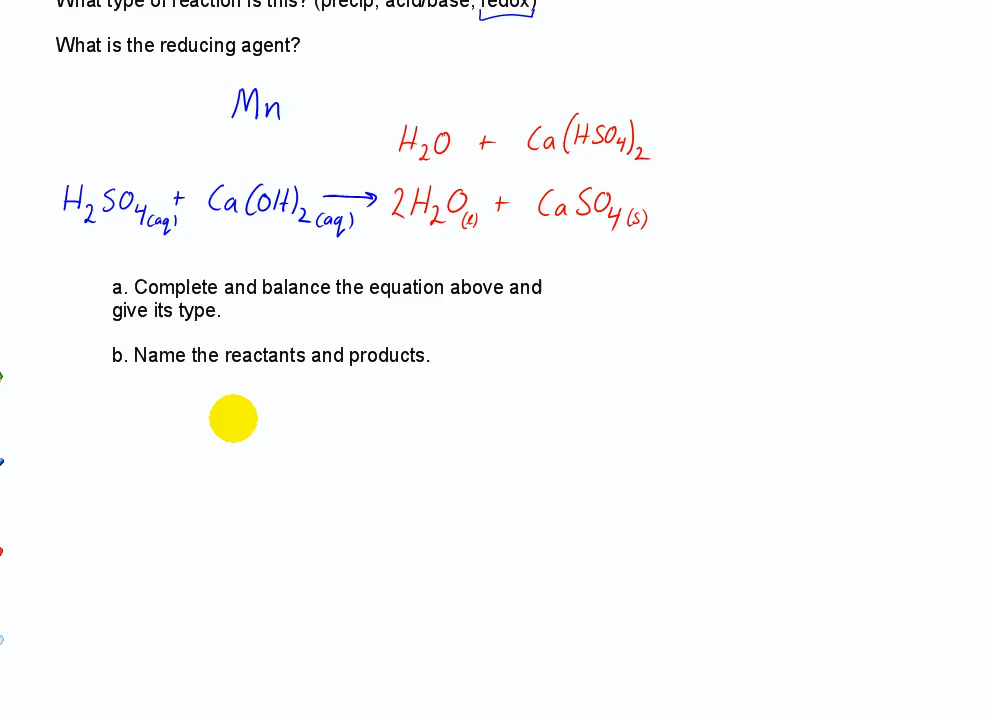 What type of reaction is this? (precip, acid/base, redox)
What is the reducing agent?
Mn
H₂O + Ca(HSO₄)₂
H₂SO₄(aq) + Ca(OH)₂(aq) ⟶ 2H₂O(l) + CaSO₄(s)
a. Complete and balance the equation above and
give its type.
b. Name the reactants and products.